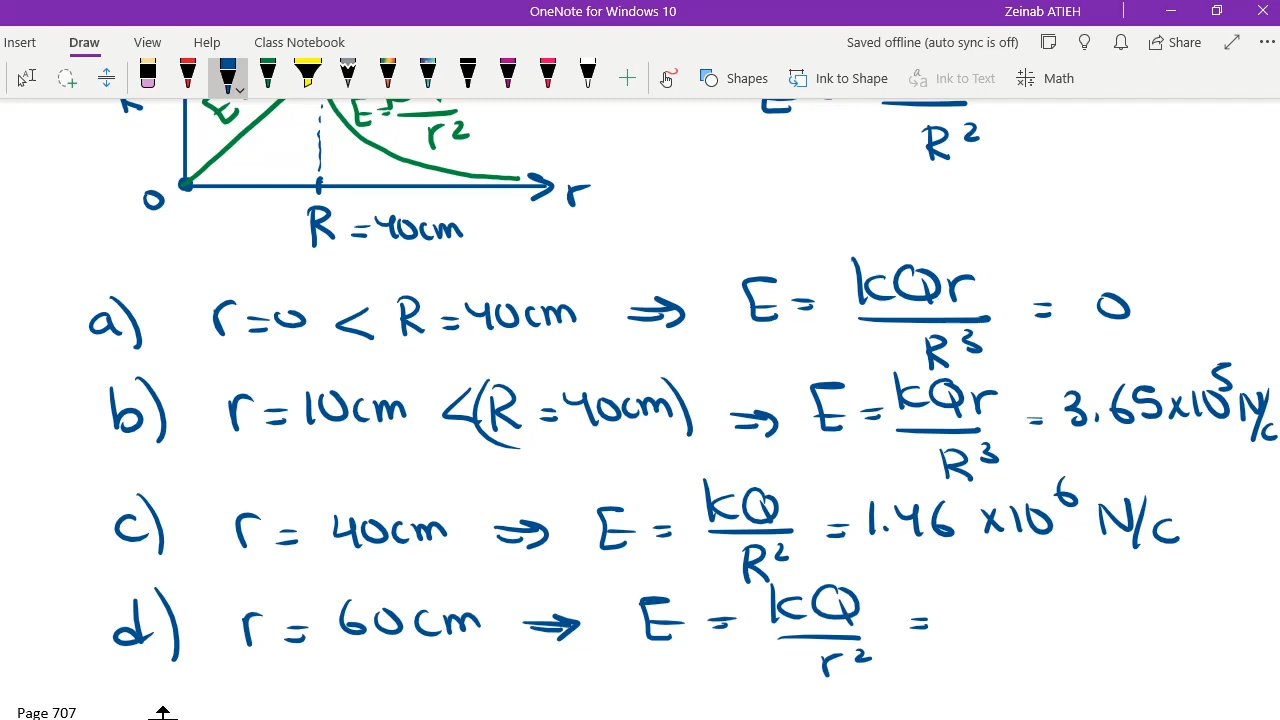 OneNote for Windows 10
Zeinab ATIEH
Insert Draw View Help Class Notebook
Saved offline (auto sync is off) Share
Shapes Ink to Shape Ink to Text Math
E =
r²
R²
0
r
R = 40cm
a) r = 0 < R = 40cm ⇒ E = kQr / R³ = 0
b) r = 10cm < (R = 40cm) ⇒ E = kQr / R³ = 3.65 × 10⁵ N/C
c) r = 40cm ⇒ E = kQ / R² = 1.46 × 10⁶ N/C
d) r = 60cm ⇒ E = kQ / r² =
Page 707